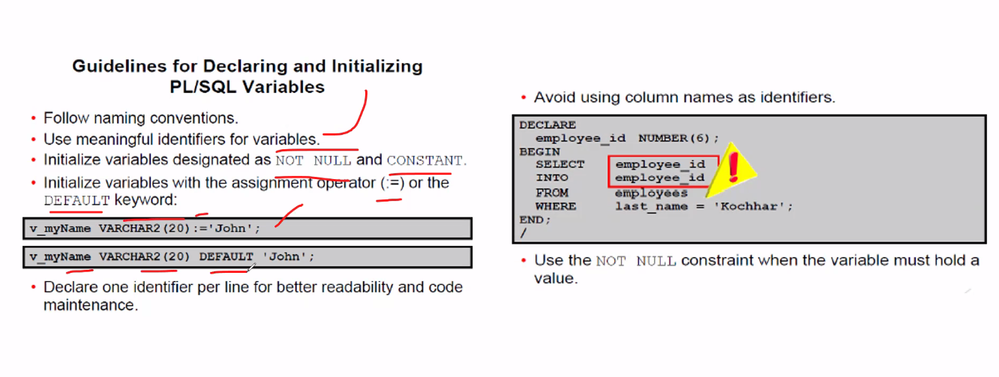 Guidelines for Declaring and Initializing
PL/SQL Variables
• Follow naming conventions.
• Use meaningful identifiers for variables.
• Initialize variables designated as NOT NULL and CONSTANT.
• Initialize variables with the assignment operator (:=) or the
DEFAULT keyword:
v_myName VARCHAR2(20):='John';
v_myName VARCHAR2(20) DEFAULT 'John';
• Declare one identifier per line for better readability and code
maintenance.
• Avoid using column names as identifiers.
DECLARE
employee_id NUMBER(6);
BEGIN
SELECT employee_id
INTO employee_id
FROM employees
WHERE last_name = 'Kochhar';
END;
/
• Use the NOT NULL constraint when the variable must hold a
value.